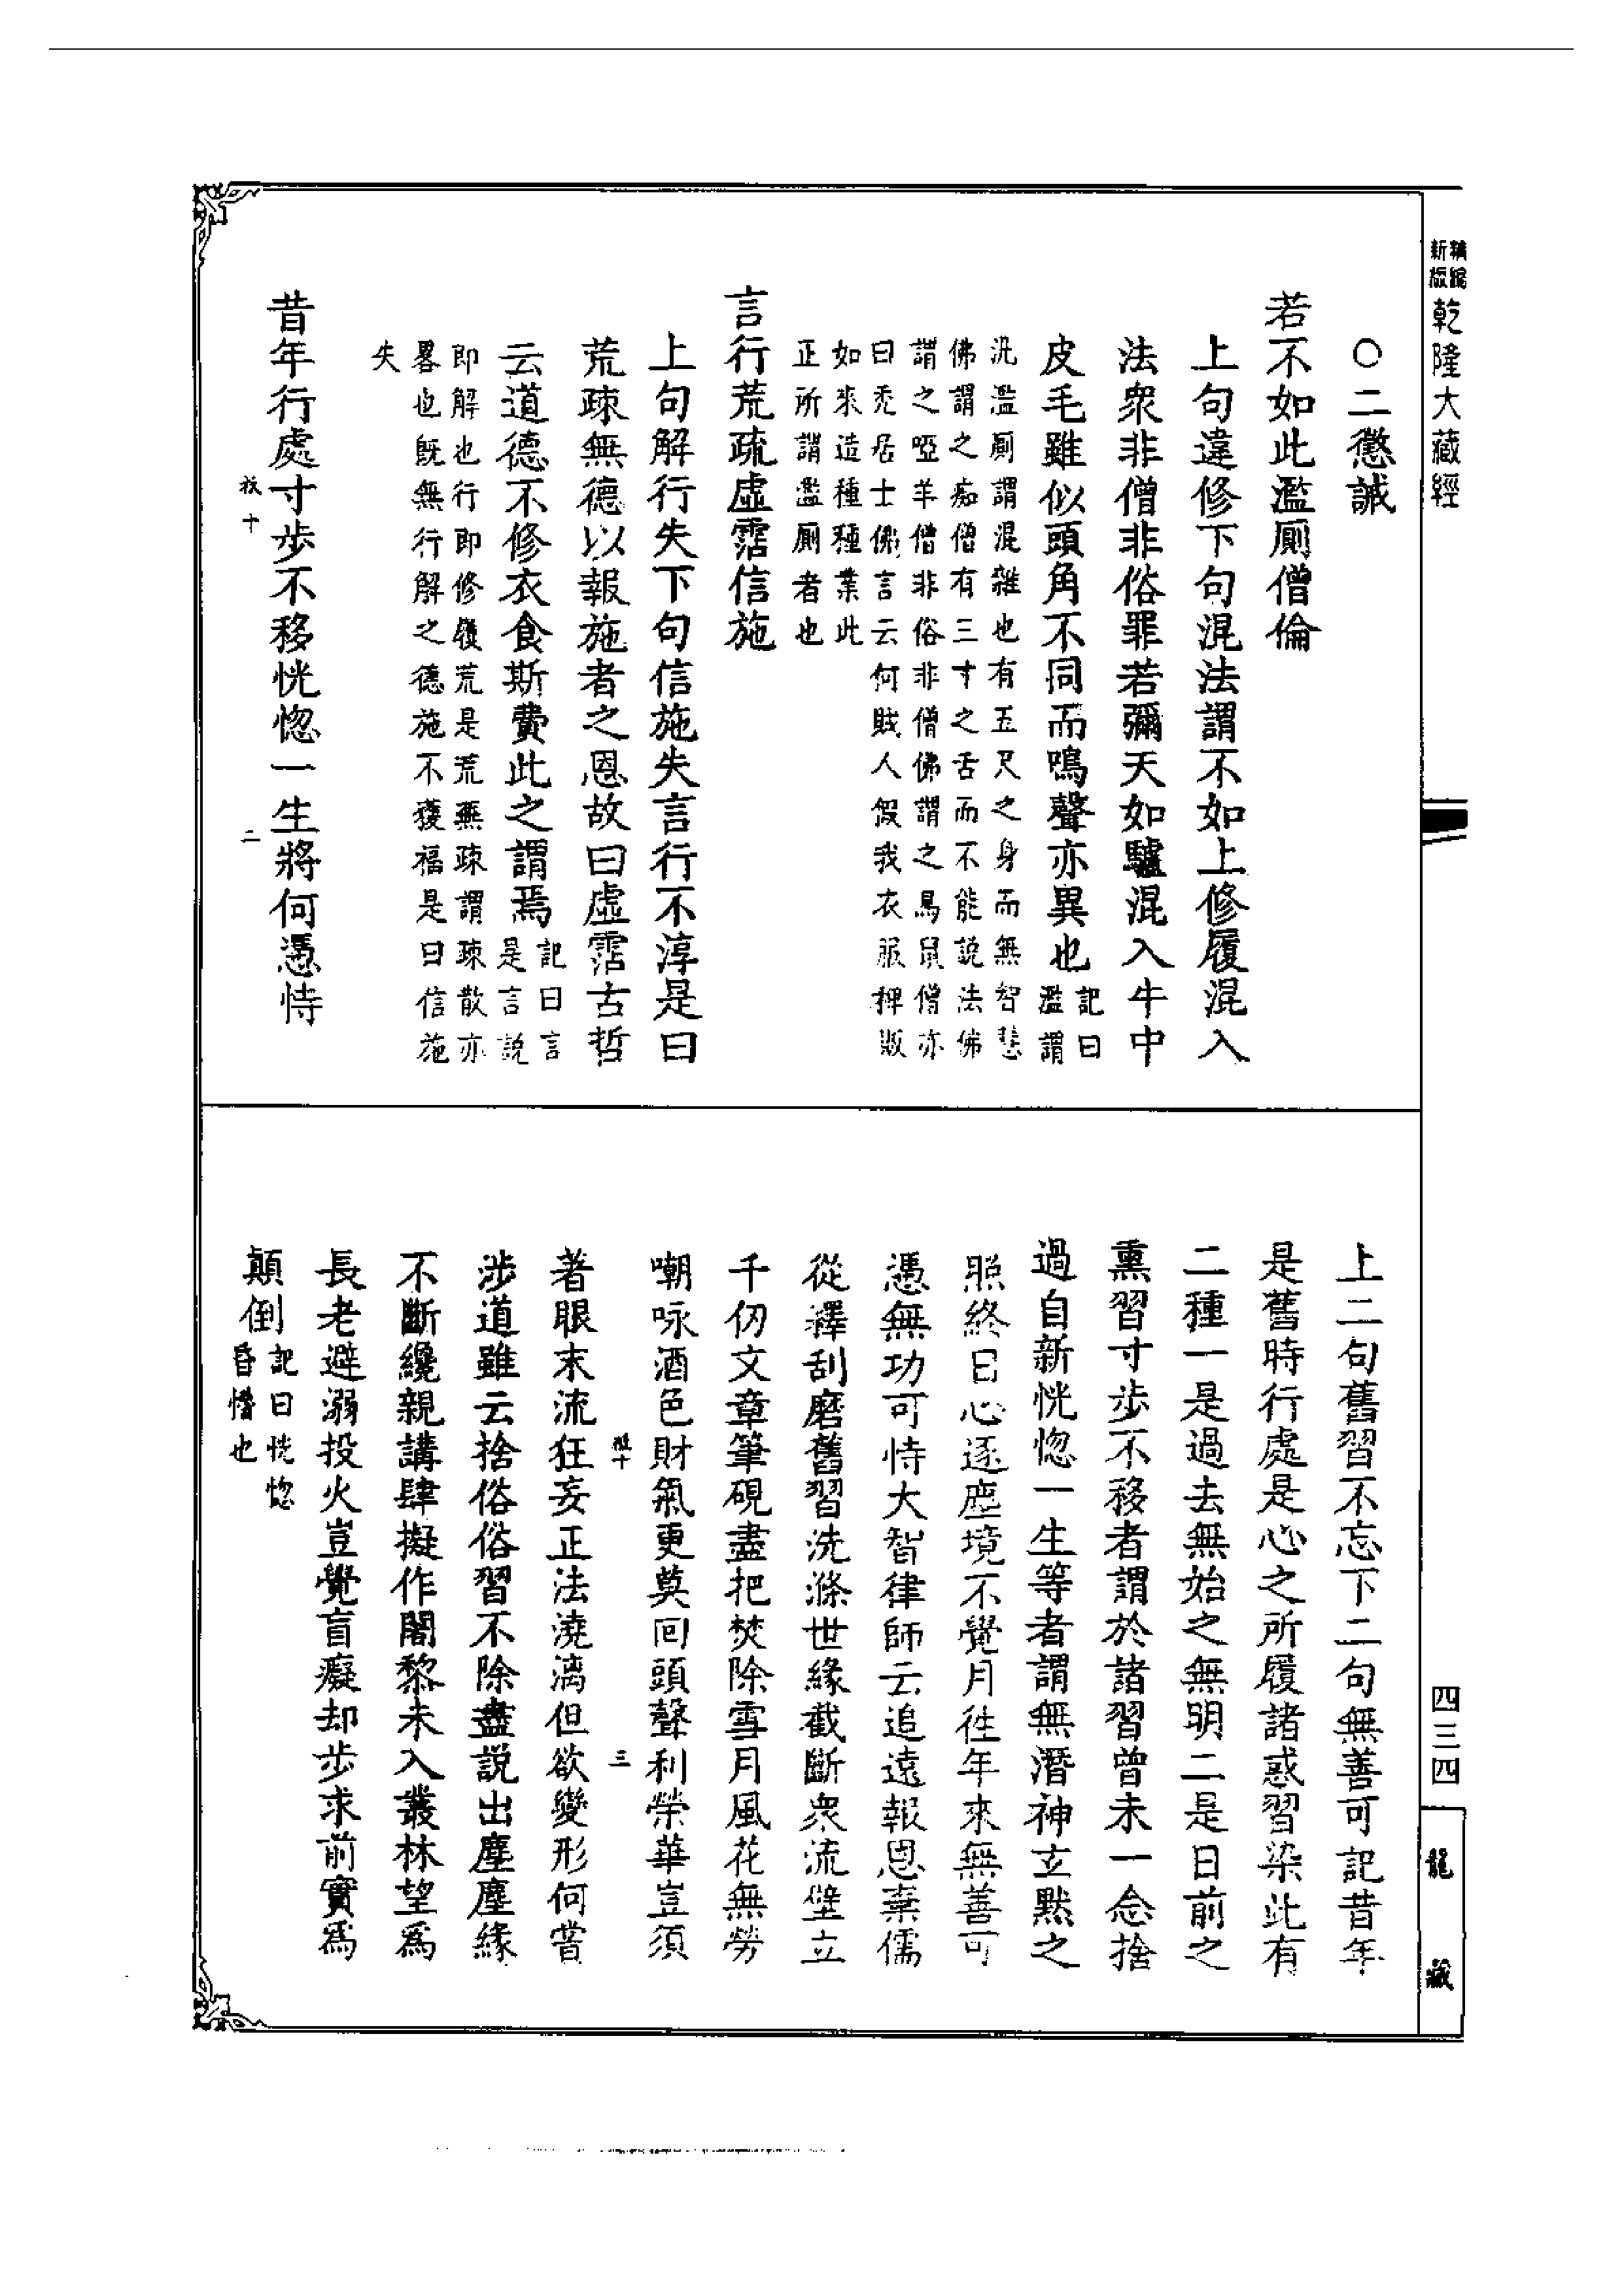 新版精編乾隆大藏經
四三四
龍藏
〇二懲誡
若不如此濫厠僧倫
上句違修下句混法謂不如上修履混入
法衆非僧非俗罪若彌天如驢混入牛中
皮毛雖似頭角不同而鳴聲亦異也記曰濫謂
汎濫厠謂混雜也有五尺之身而無智慧
佛謂之痴僧有三寸之舌而不能説法佛
謂之啞羊僧非俗非僧佛謂之鳥鼠僧亦
曰秃居士佛言云何賊人假我衣服裨販
如來造種種業此
正所謂濫厠者也
言行荒疏虛霑信施
上句解行失下句信施失言行不淳是曰
荒疎無德以報施者之恩故曰虛霑古哲
云道德不修衣食斯費此之謂焉記曰言是言説
即解也行即修履荒是荒蕪疎謂疎散亦
畧也既無行解之德施不獲福是曰信施
失
昔年行處寸步不移恍惚一生將何憑恃
十 二
上二句舊習不忘下二句無善可記昔年
是舊時行處是心之所履諸惑習染此有
二種一是過去無始之無明二是日前之
熏習寸步不移者謂於諸習曾未一念捨
過自新恍惚一生等者謂無潛神玄默之
照終日心逐塵境不覺月徃年來無善可
憑無功可恃大智律師云追遠報恩棄儒
從釋刮磨舊習洗滌世緣截斷衆流壁立
千仞文章筆硯盡把焚除雪月風花無勞
嘲咏酒色財氣更莫回頭聲利榮華豈須
十 三
著眼末流狂妄正法澆漓但欲變形何嘗
涉道雖云捨俗俗習不除盡説出塵塵緣
不斷纔親講肆擬作闍黎未入叢林望為
長老避溺投火豈覺盲癡却步求前實爲
顛倒記曰恍惚昏懵也